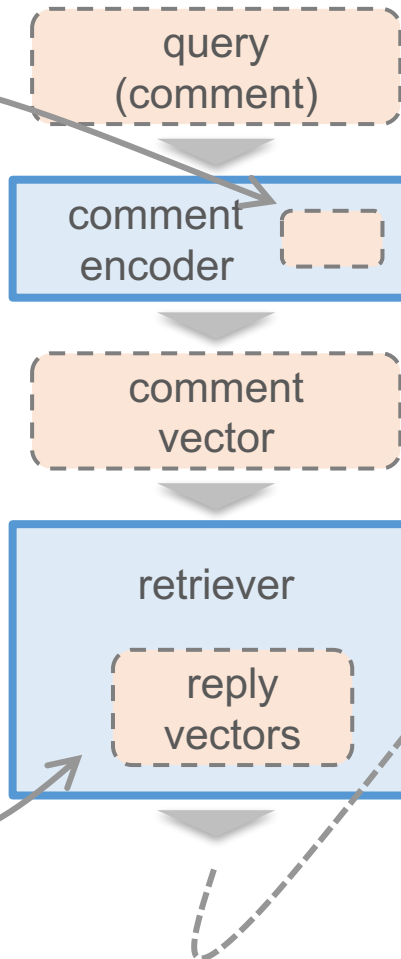 query
(comment)
comment
encoder
comment
vector
retriever
reply
vectors